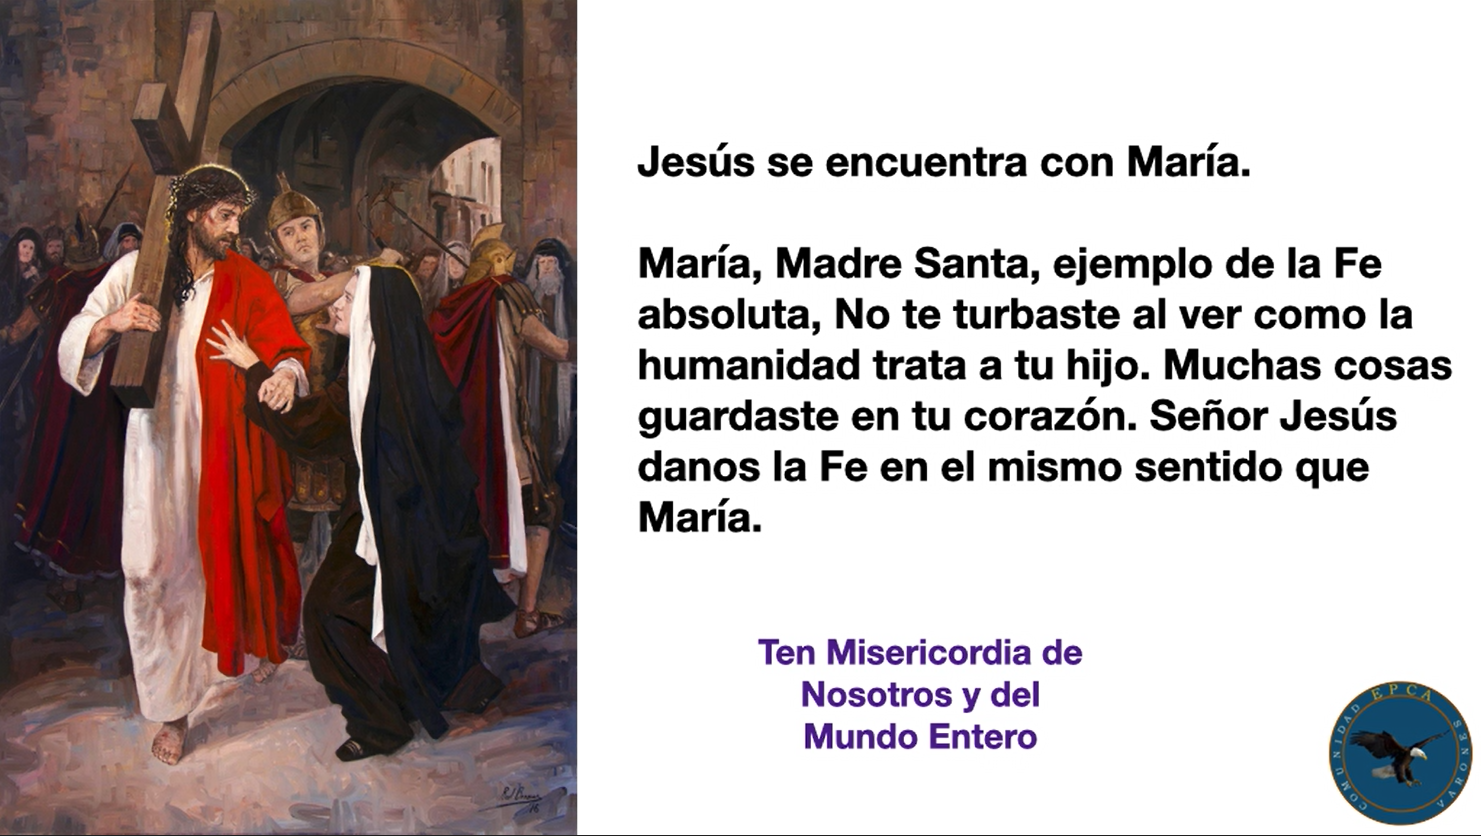 Jesús se encuentra con María.
María, Madre Santa, ejemplo de la Fe
absoluta, No te turbaste al ver como la
humanidad trata a tu hijo. Muchas cosas
guardaste en tu corazón. Señor Jesús
danos la Fe en el mismo sentido que
María.
Ten Misericordia de
Nosotros y del
Mundo Entero
COMUNIDAD EPCA VARONES